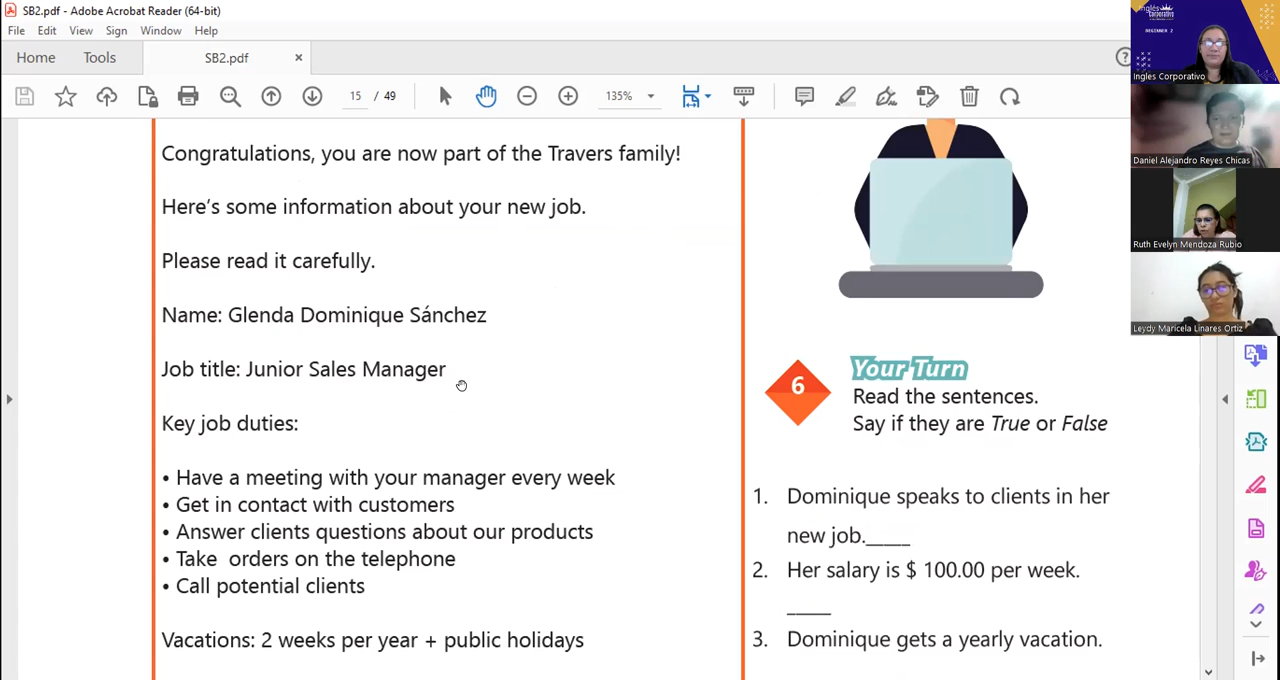 SB2.pdf - Adobe Acrobat Reader (64-bit)
File Edit View Sign Window Help
Home Tools SB2.pdf ×
15 / 49 135%
Congratulations, you are now part of the Travers family!
Here's some information about your new job.
Please read it carefully.
Name: Glenda Dominique Sánchez
Job title: Junior Sales Manager
Key job duties:
• Have a meeting with your manager every week
• Get in contact with customers
• Answer clients questions about our products
• Take orders on the telephone
• Call potential clients
Vacations: 2 weeks per year + public holidays
6
Your Turn
Read the sentences.
Say if they are True or False
1. Dominique speaks to clients in her
new job._____
2. Her salary is $ 100.00 per week.
_____
3. Dominique gets a yearly vacation.
Inglés
Corporativo
BEGINNER 2
Ingles Corporativo
Daniel Alejandro Reyes Chicas
Ruth Evelyn Mendoza Rubio
Leydy Maricela Linares Ortiz